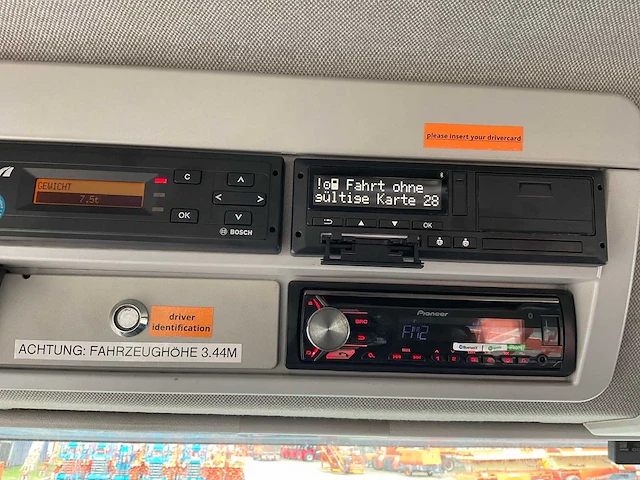 please insert your drivercard
GEWICHT
7,5t
C
OK
BOSCH
Fahrt ohne
gültige Karte 28
OK
driver
identification
ACHTUNG: FAHRZEUGHÖHE 3.44M
Pioneer
FM2